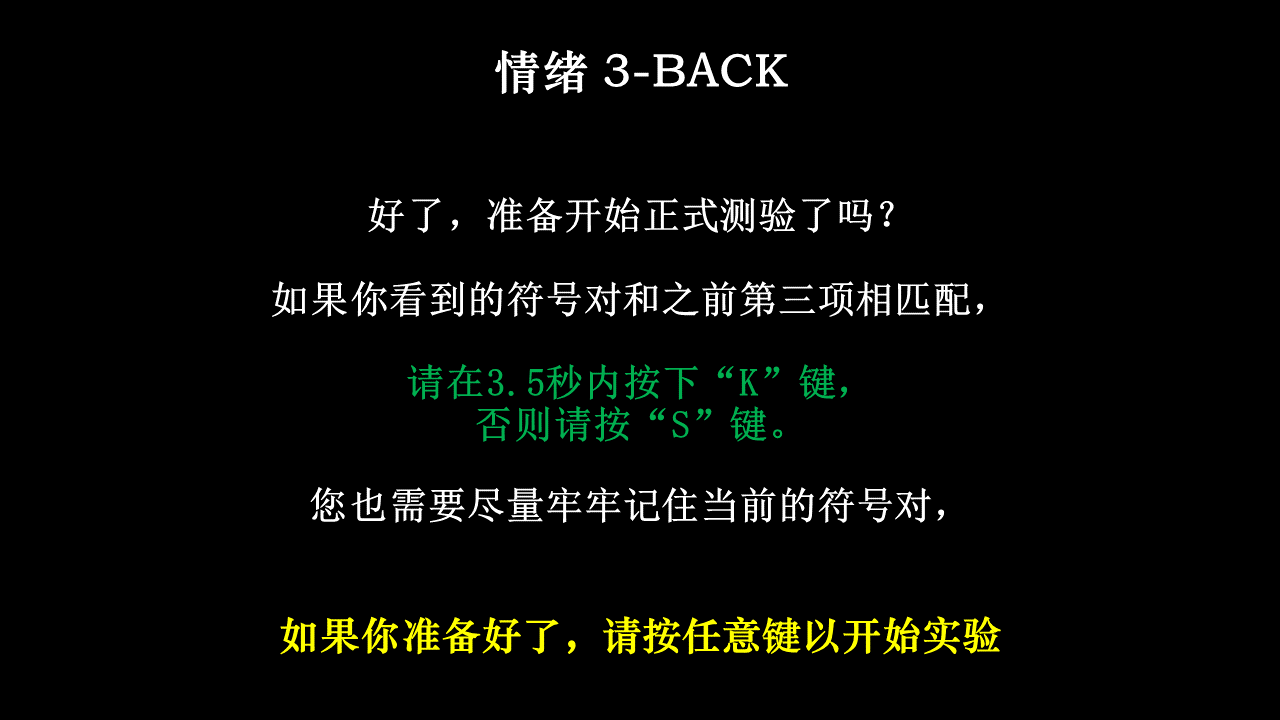 情绪 3-BACK
好了，准备开始正式测验了吗？
如果你看到的符号对和之前第三项相匹配，
请在3.5秒内按下“K”键，
否则请按“S”键。
您也需要尽量牢牢记住当前的符号对，
如果你准备好了，请按任意键以开始实验